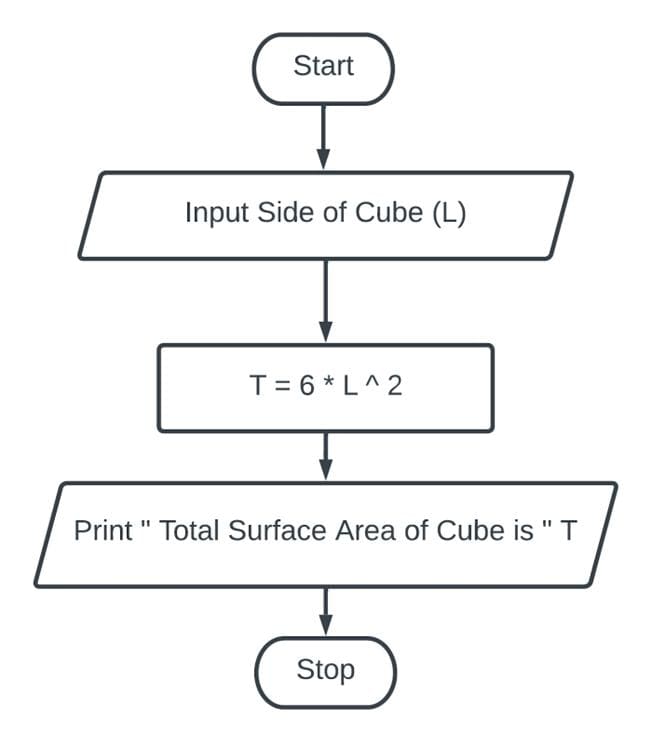 Start
Input Side of Cube (L)
T = 6 * L ^ 2
Print " Total Surface Area of Cube is " T
Stop